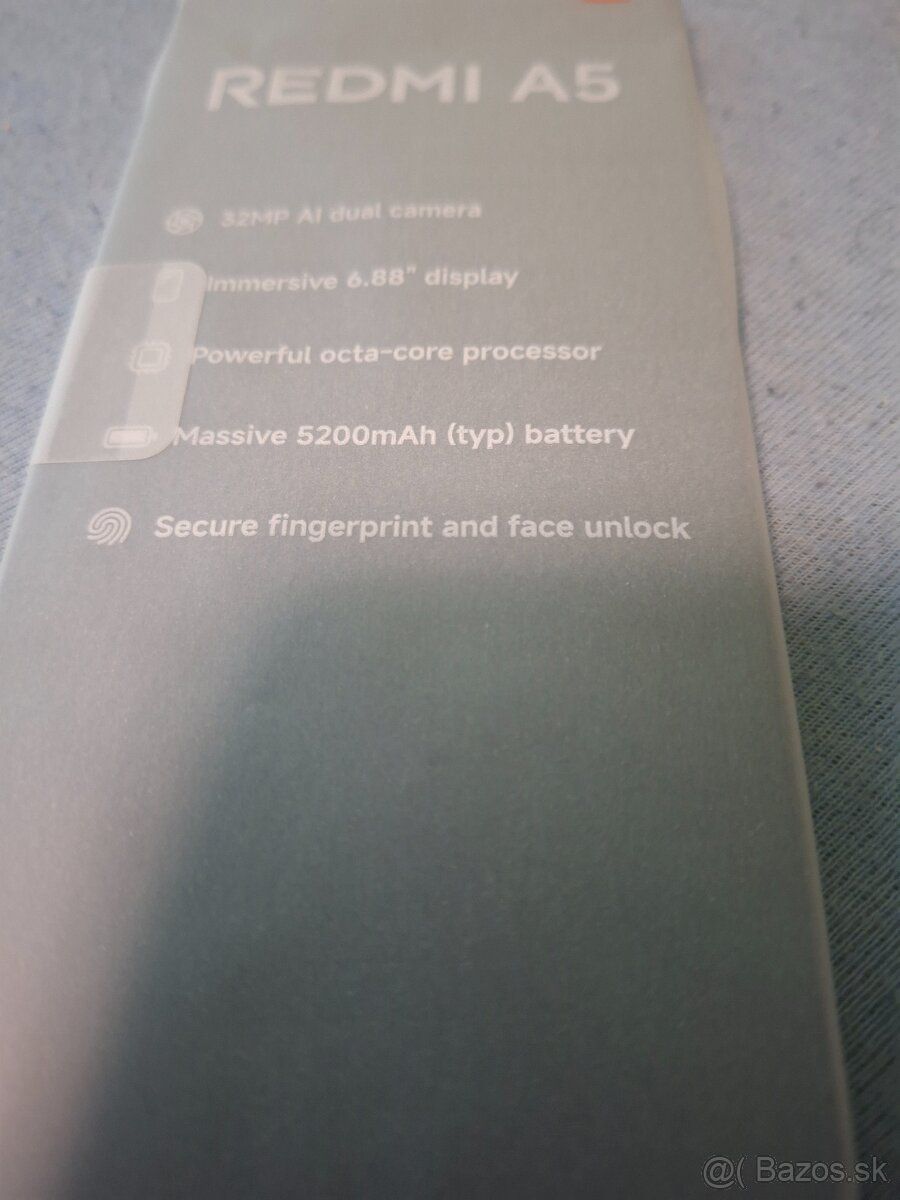 REDMI A5
32MP AI dual camera
Immersive 6.88" display
Powerful octa-core processor
Massive 5200mAh (typ) battery
Secure fingerprint and face unlock
@( Bazos.sk